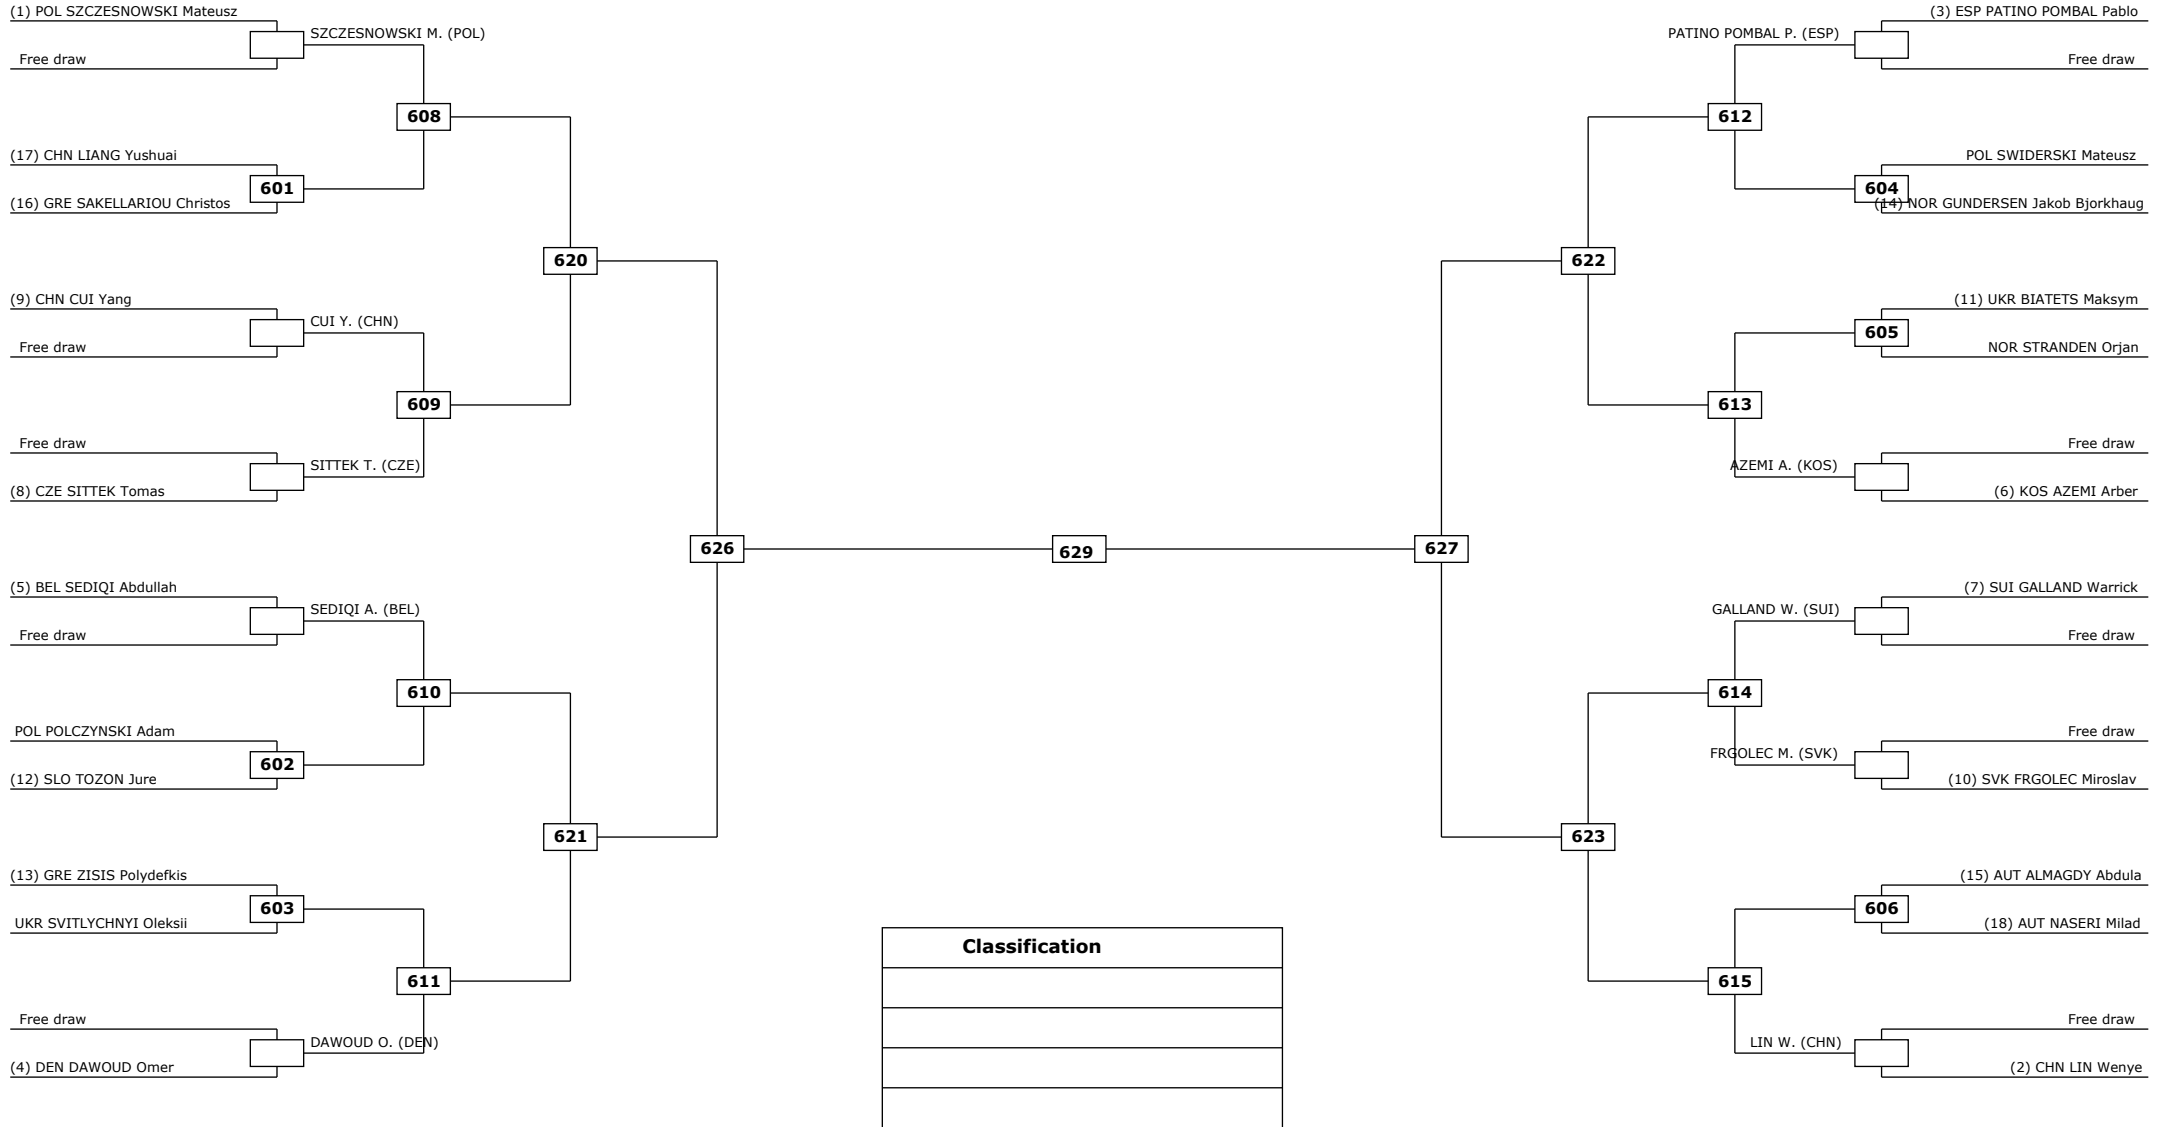 (1) POL SZCZESNOWSKI Mateusz
SZCZESNOWSKI M. (POL)
Free draw
608
(17) CHN LIANG Yushuai
601
(16) GRE SAKELLARIOU Christos
620
(9) CHN CUI Yang
CUI Y. (CHN)
Free draw
609
Free draw
SITTEK T. (CZE)
(8) CZE SITTEK Tomas
626
(5) BEL SEDIQI Abdullah
SEDIQI A. (BEL)
Free draw
610
POL POLCZYNSKI Adam
602
(12) SLO TOZON Jure
621
(13) GRE ZISIS Polydefkis
603
UKR SVITLYCHNYI Oleksii
611
Free draw
DAWOUD O. (DEN)
(4) DEN DAWOUD Omer
629
Classification
(3) ESP PATINO POMBAL Pablo
PATINO POMBAL P. (ESP)
Free draw
612
POL SWIDERSKI Mateusz
604
(14) NOR GUNDERSEN Jakob Bjorkhaug
622
(11) UKR BIATETS Maksym
605
NOR STRANDEN Orjan
613
Free draw
AZEMI A. (KOS)
(6) KOS AZEMI Arber
627
(7) SUI GALLAND Warrick
GALLAND W. (SUI)
Free draw
614
Free draw
FRGOLEC M. (SVK)
(10) SVK FRGOLEC Miroslav
623
(15) AUT ALMAGDY Abdula
606
(18) AUT NASERI Milad
615
Free draw
LIN W. (CHN)
(2) CHN LIN Wenye